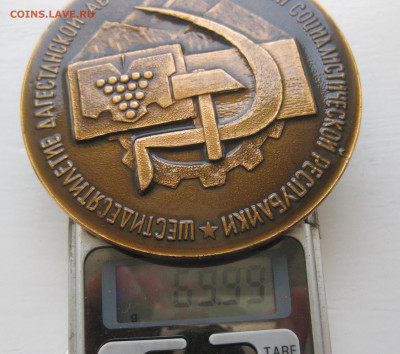 COINS.LAVE.RU
ШЕСТИДЕСЯТИЛЕТИЕ ДАГЕСТАНСКОЙ
СОЦИАЛИСТИЧЕСКОЙ РЕСПУБЛИКИ ★
69.99
g
TARE